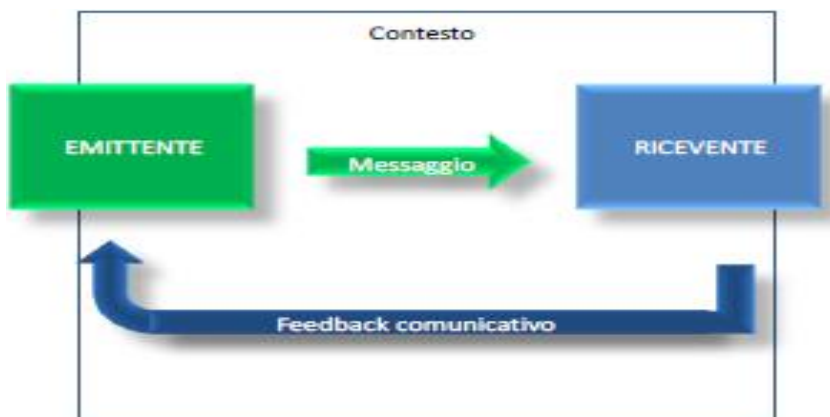 Contesto
EMITTENTE
Messaggio
RICEVENTE
Feedback comunicativo